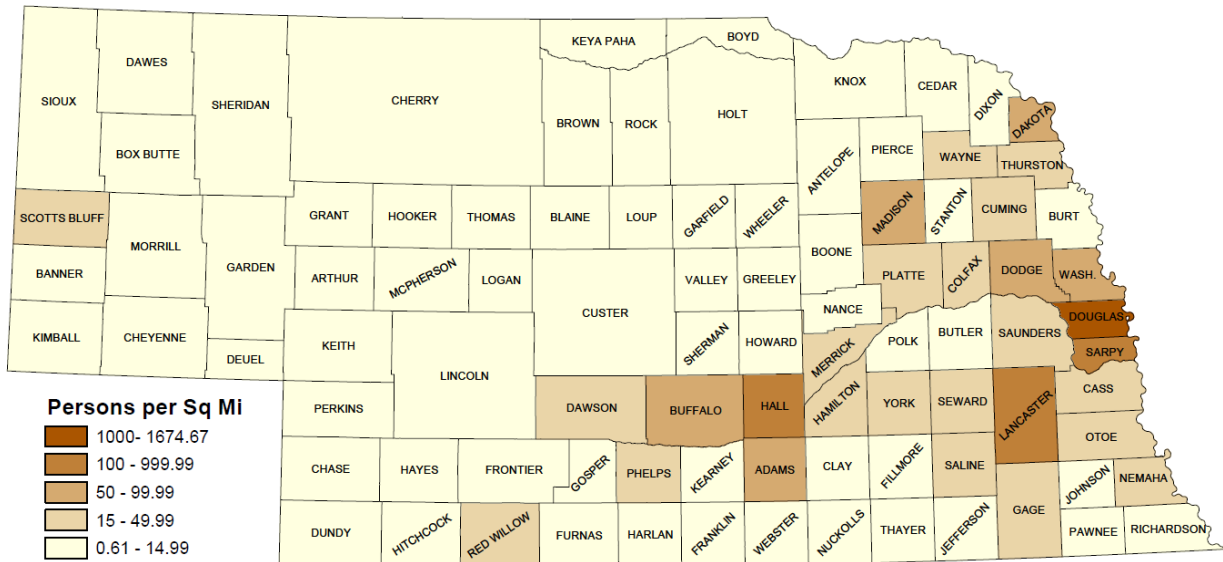 KEYA PAHA
BOYD
DAWES
SIOUX
SHERIDAN
CHERRY
BROWN
ROCK
HOLT
KNOX
CEDAR
DIXON
DAKOTA
BOX BUTTE
ANTELOPE
PIERCE
WAYNE
THURSTON
SCOTTS BLUFF
MORRILL
GARDEN
GRANT
HOOKER
THOMAS
BLAINE
LOUP
GARFIELD
WHEELER
MADISON
STANTON
CUMING
BURT
BANNER
ARTHUR
MCPHERSON
LOGAN
CUSTER
VALLEY
GREELEY
BOONE
PLATTE
COLFAX
DODGE
WASH.
KIMBALL
CHEYENNE
DEUEL
KEITH
LINCOLN
SHERMAN
HOWARD
NANCE
MERRICK
POLK
BUTLER
SAUNDERS
DOUGLAS
SARPY
PERKINS
DAWSON
BUFFALO
HALL
HAMILTON
YORK
SEWARD
LANCASTER
CASS
OTOE
CHASE
HAYES
FRONTIER
GOSPER
PHELPS
KEARNEY
ADAMS
CLAY
FILLMORE
SALINE
GAGE
JOHNSON
NEMAHA
DUNDY
HITCHCOCK
RED WILLOW
FURNAS
HARLAN
FRANKLIN
WEBSTER
NUCKOLLS
THAYER
JEFFERSON
PAWNEE
RICHARDSON
Persons per Sq Mi
1000- 1674.67
100 - 999.99
50 - 99.99
15 - 49.99
0.61 - 14.99